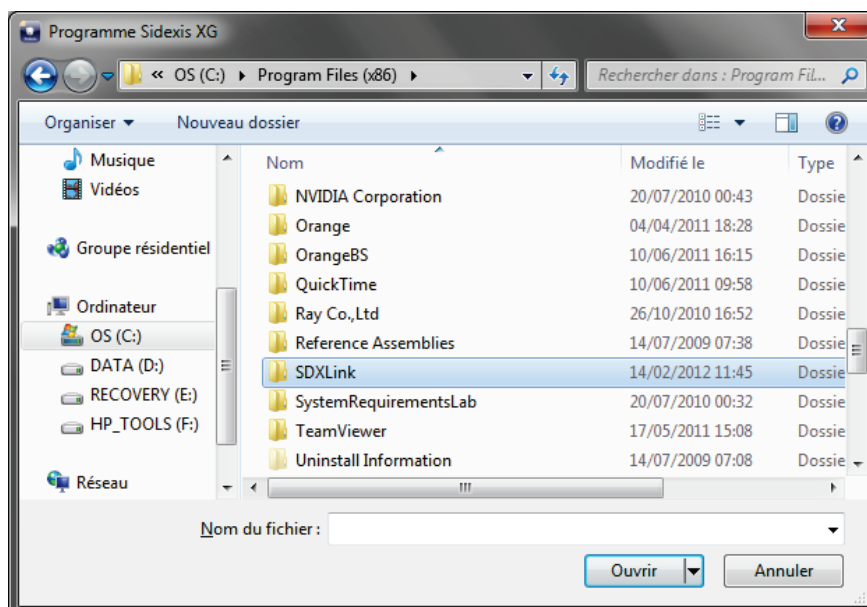 Programme Sidexis XG
« OS (C:) Program Files (x86) Rechercher dans : Program Fil...
Organiser Nouveau dossier
Musique
Vidéos
Groupe résidentiel
Ordinateur
OS (C:)
DATA (D:)
RECOVERY (E:)
HP_TOOLS (F:)
Réseau
Nom Modifié le Type
NVIDIA Corporation 20/07/2010 00:43 Dossie
Orange 04/04/2011 18:28 Dossie
OrangeBS 10/06/2011 16:15 Dossie
QuickTime 10/06/2011 09:58 Dossie
Ray Co.,Ltd 26/10/2010 16:52 Dossie
Reference Assemblies 14/07/2009 07:38 Dossie
SDXLink 14/02/2012 11:45 Dossie
SystemRequirementsLab 20/07/2010 00:32 Dossie
TeamViewer 17/05/2011 15:08 Dossie
Uninstall Information 14/07/2009 07:08 Dossie
Nom du fichier :
Ouvrir Annuler